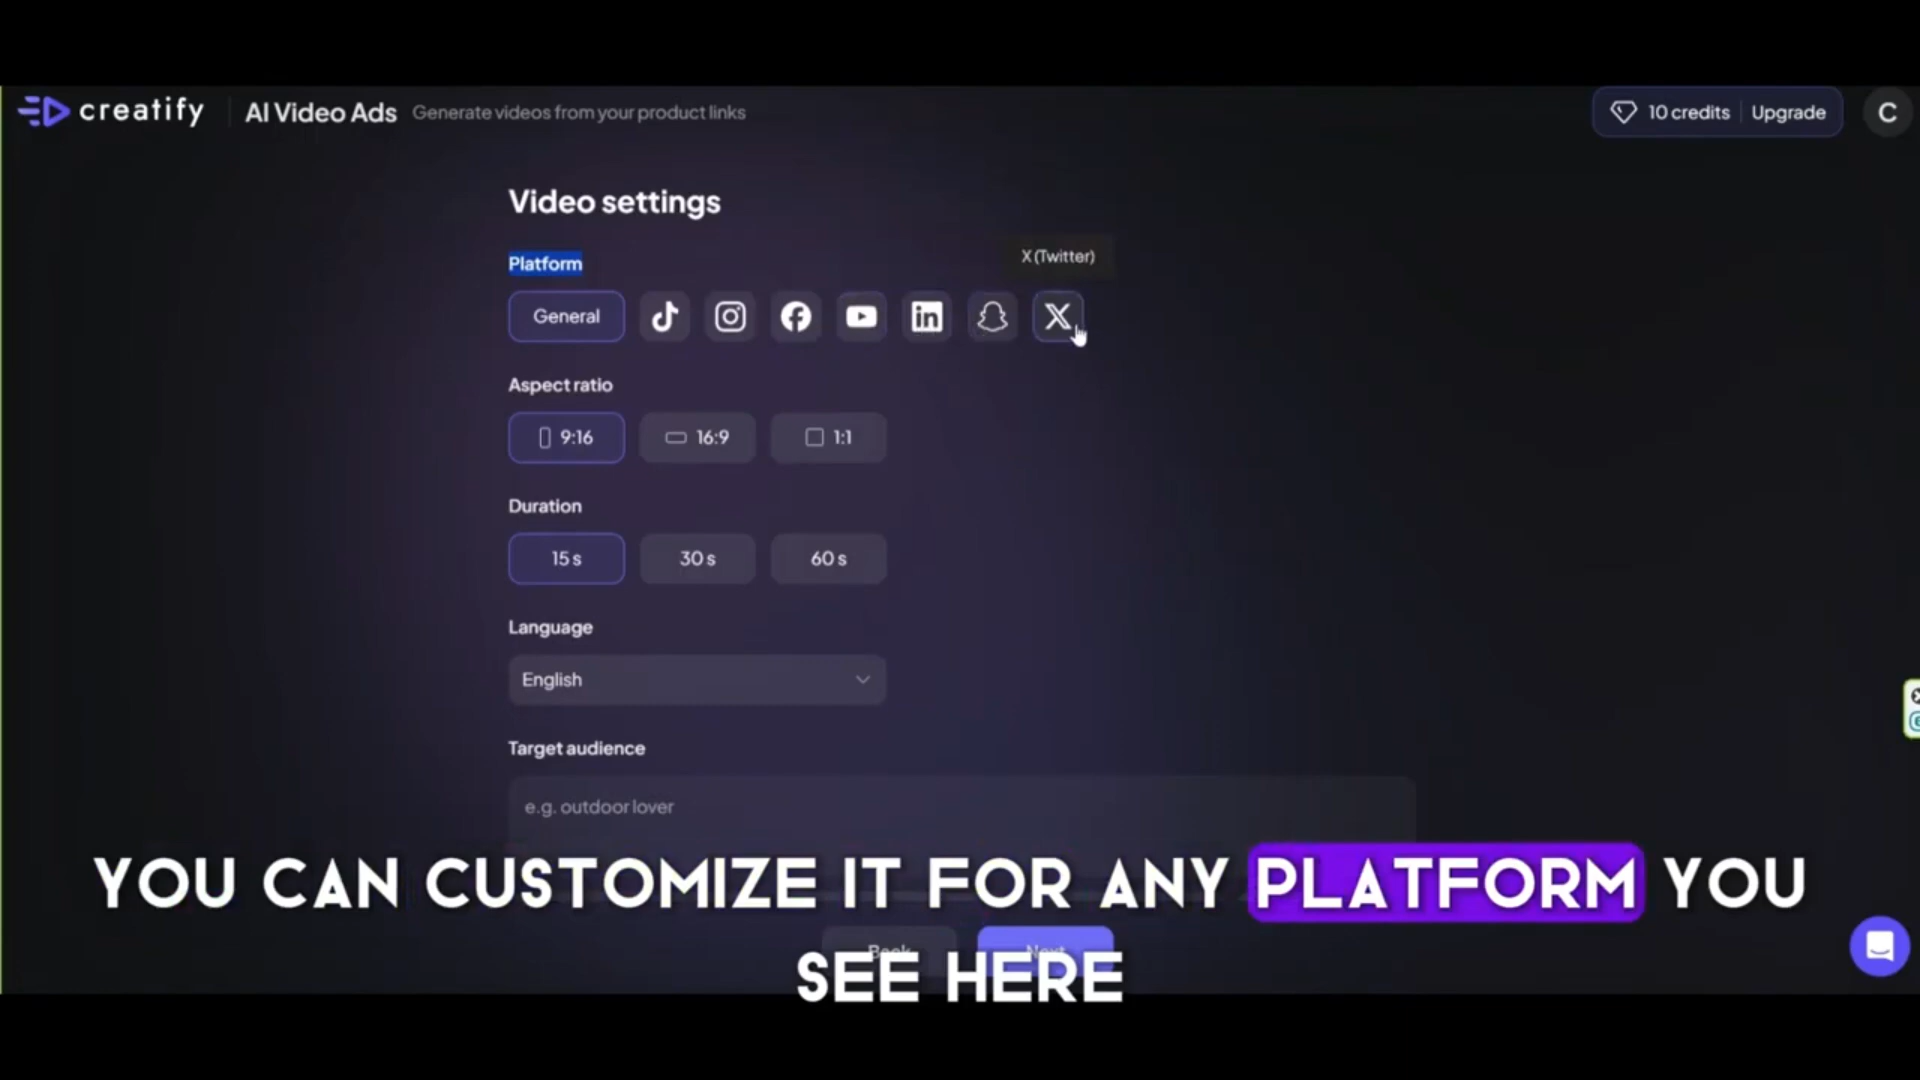 creatify
AI Video Ads Generate videos from your product links
10 credits Upgrade
C
Video settings
Platform
X (Twitter)
General
Aspect ratio
9:16 16:9 1:1
Duration
15 s 30 s 60 s
Language
English
Target audience
e.g. outdoor lover
YOU CAN CUSTOMIZE IT FOR ANY PLATFORM YOU
Back Next
SEE HERE